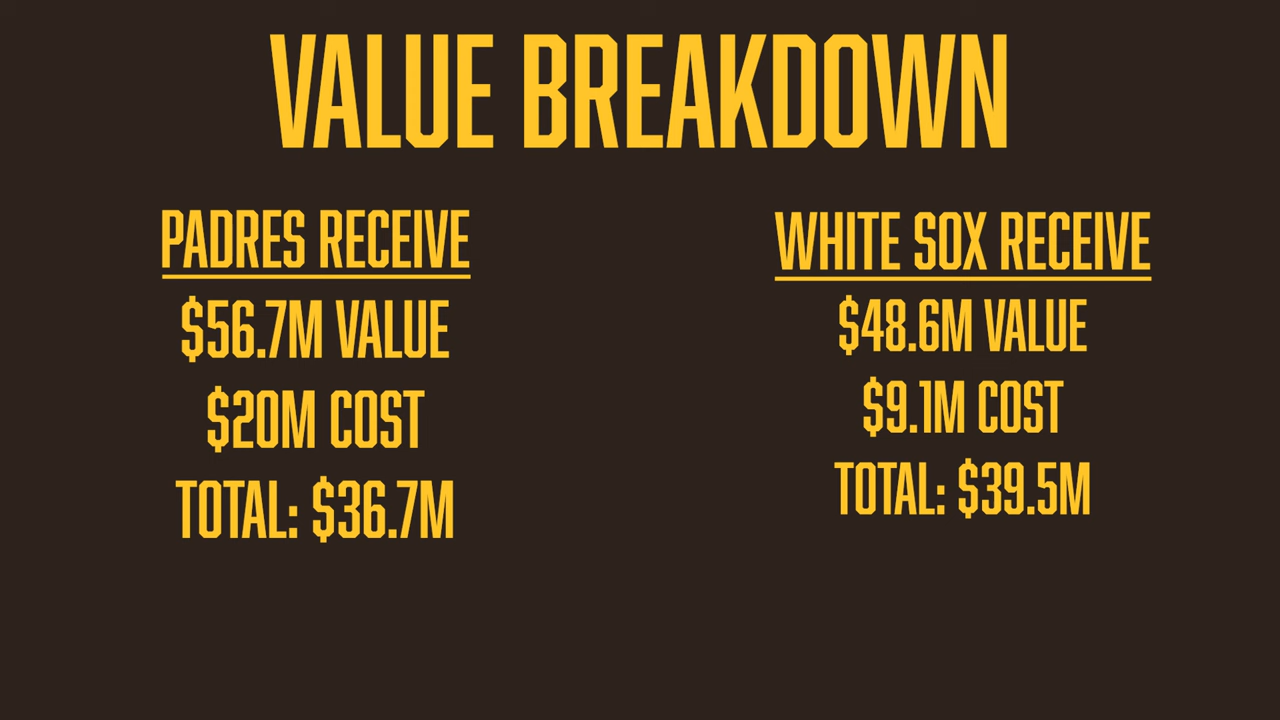 VALUE BREAKDOWN
PADRES RECEIVE
$56.7M VALUE
$20M COST
TOTAL: $36.7M
WHITE SOX RECEIVE
$48.6M VALUE
$9.1M COST
TOTAL: $39.5M